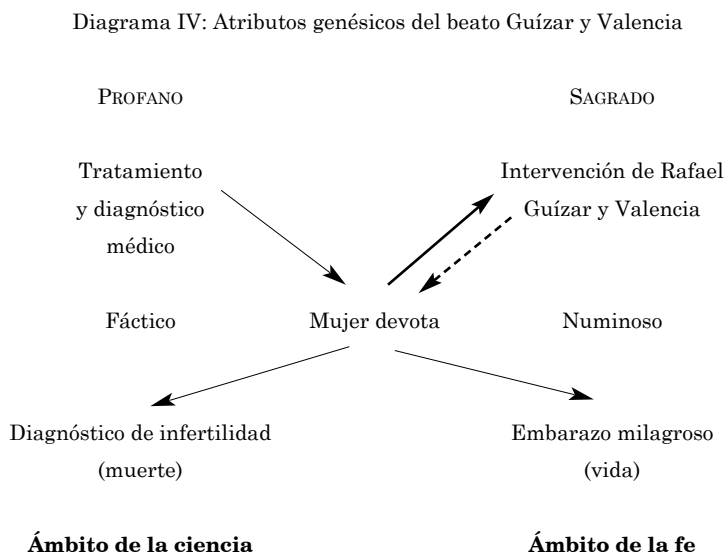 Diagrama IV: Atributos genésicos del beato Guízar y Valencia
PROFANO
SAGRADO
Tratamiento
y diagnóstico
médico
Intervención de Rafael
Guízar y Valencia
Fáctico
Mujer devota
Numinoso
Diagnóstico de infertilidad
(muerte)
Embarazo milagroso
(vida)
Ámbito de la ciencia
Ámbito de la fe